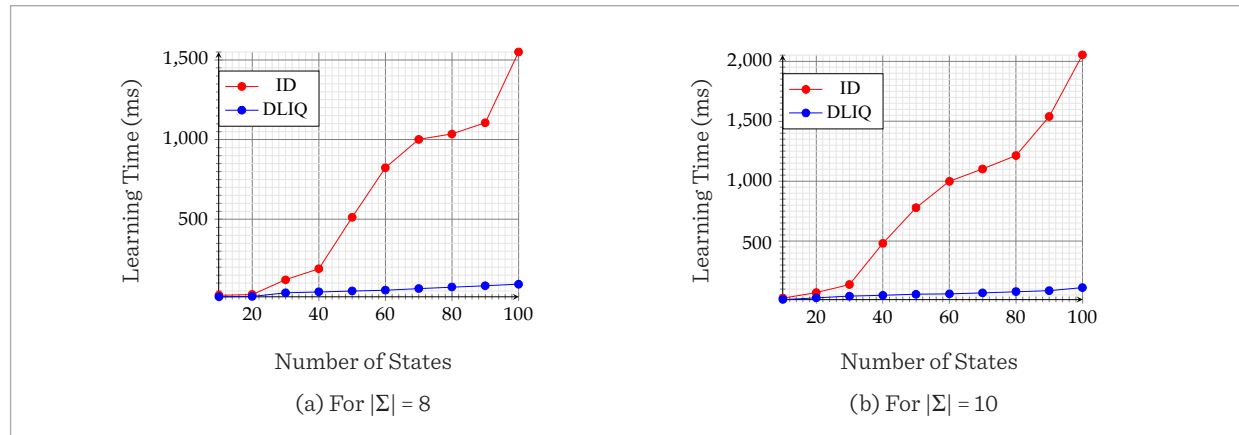 1,500
1,000
500
ID
DLIQ
Learning Time (ms)
20 40 60 80 100
Number of States
(a) For |Σ| = 8
2,000
1,500
1,000
500
ID
DLIQ
Learning Time (ms)
20 40 60 80 100
Number of States
(b) For |Σ| = 10